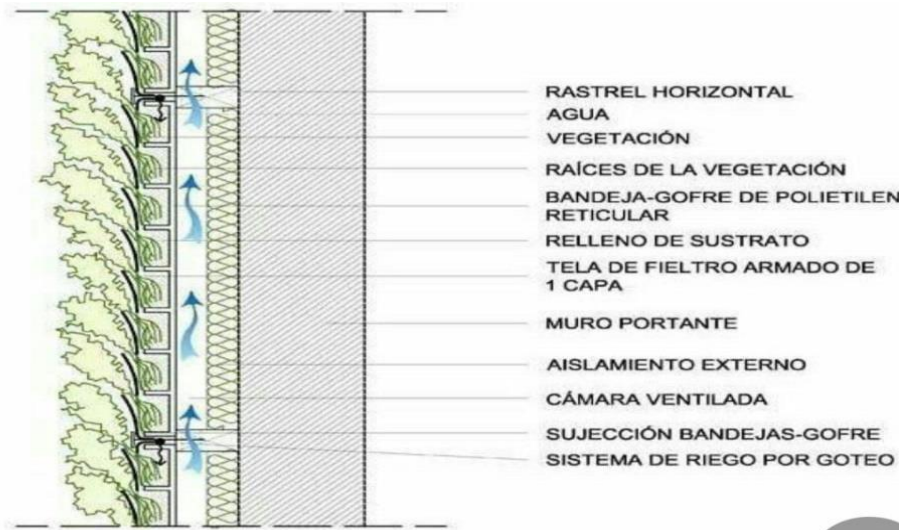 RASTREL HORIZONTAL
AGUA
VEGETACIÓN
RAÍCES DE LA VEGETACIÓN
BANDEJA-GOFRE DE POLIETILEN
RETICULAR
RELLENO DE SUSTRATO
TELA DE FIELTRO ARMADO DE
1 CAPA
MURO PORTANTE
AISLAMIENTO EXTERNO
CÁMARA VENTILADA
SUJECCIÓN BANDEJAS-GOFRE
SISTEMA DE RIEGO POR GOTEO